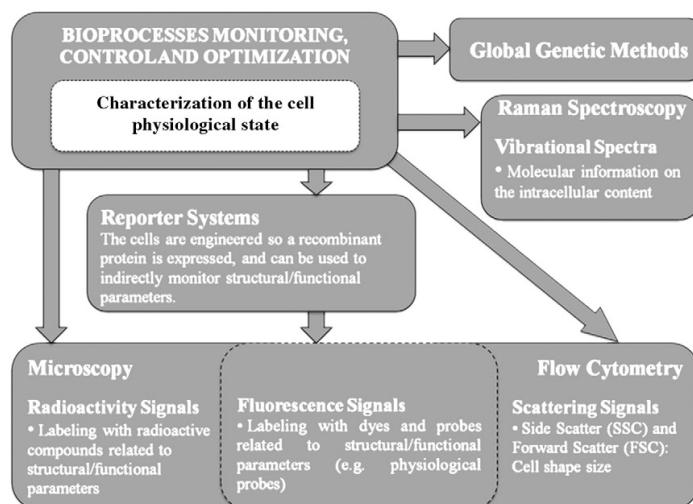 BIOPROCESSES MONITORING,
CONTROLAND OPTIMIZATION
Characterization of the cell
physiological state
Global Genetic Methods
Raman Spectroscopy
Vibrational Spectra
• Molecular information on
the intracellular content
Reporter Systems
The cells are engineered so a recombinant
protein is expressed, and can be used to
indirectly monitor structural/functional
parameters.
Microscopy
Radioactivity Signals
• Labeling with radioactive
compounds related to
structural/functional
parameters
Fluorescence Signals
• Labeling with dyes and probes
related to structural/functional
parameters (e.g. physiological
probes)
Flow Cytometry
Scattering Signals
• Side Scatter (SSC) and
Forward Scatter (FSC):
Cell shape size